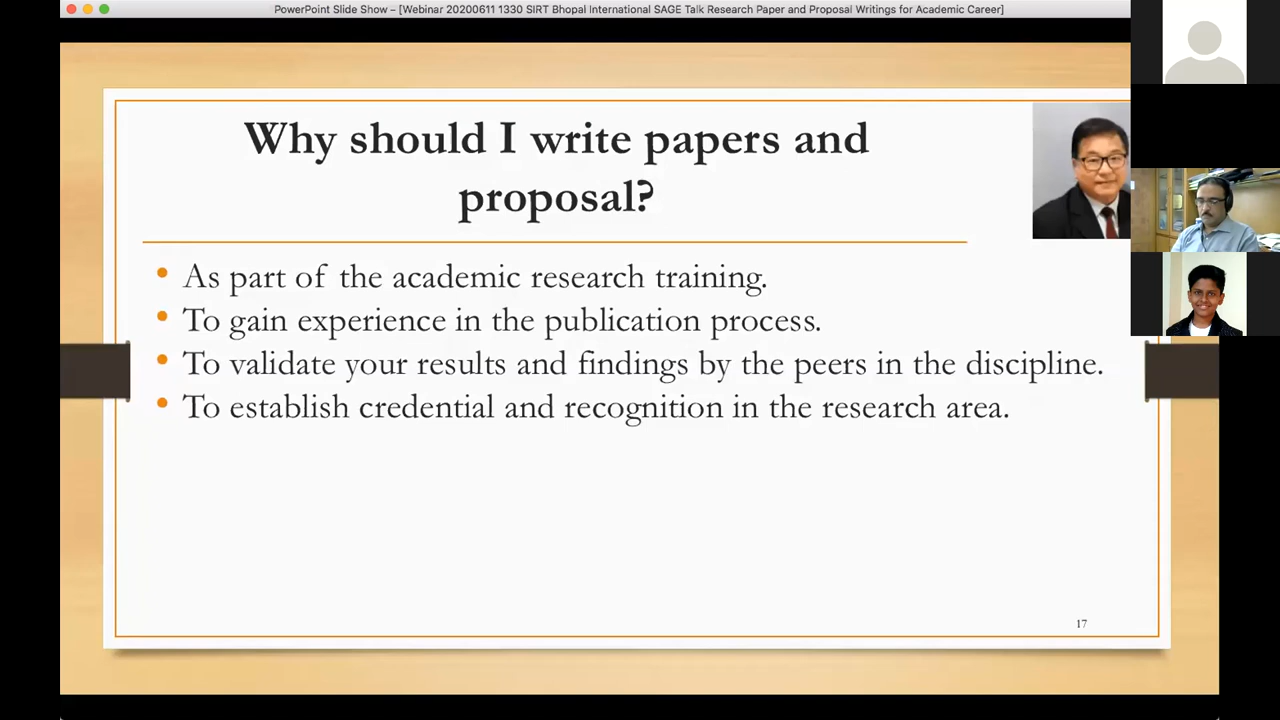 PowerPoint Slide Show – [Webinar 20200611 1330 SIRT Bhopal International SAGE Talk Research Paper and Proposal Writings for Academic Career]
Why should I write papers and
proposal?
• As part of the academic research training.
• To gain experience in the publication process.
• To validate your results and findings by the peers in the discipline.
• To establish credential and recognition in the research area.
17